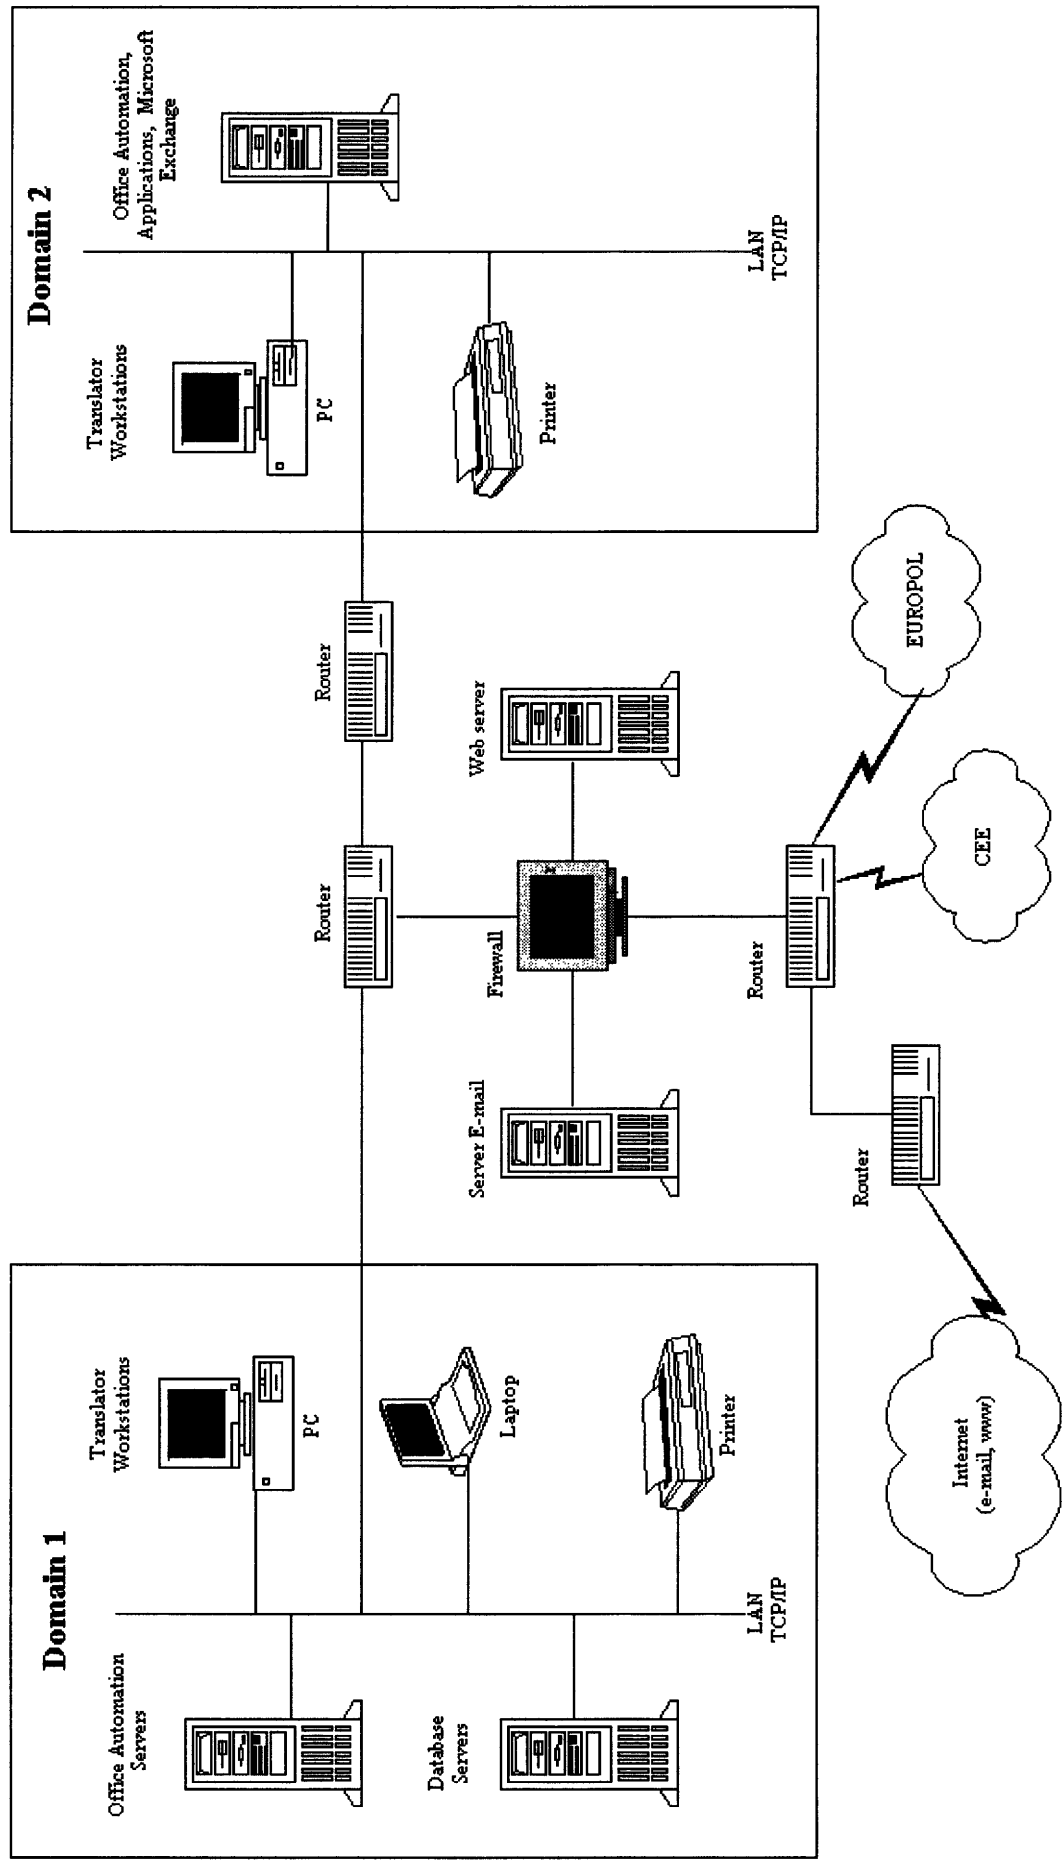 Domain 1
Office Automation
Servers
Translator
Workstations
PC
Laptop
Database
Servers
Printer
LAN
TCP/IP
Domain 2
Translator
Workstations
PC
Office Automation,
Applications, Microsoft
Exchange
Printer
LAN
TCP/IP
Router
Router
Server E-mail
Firewall
Web server
Router
Router
Internet
(e-mail, www)
CEE
EUROPOL